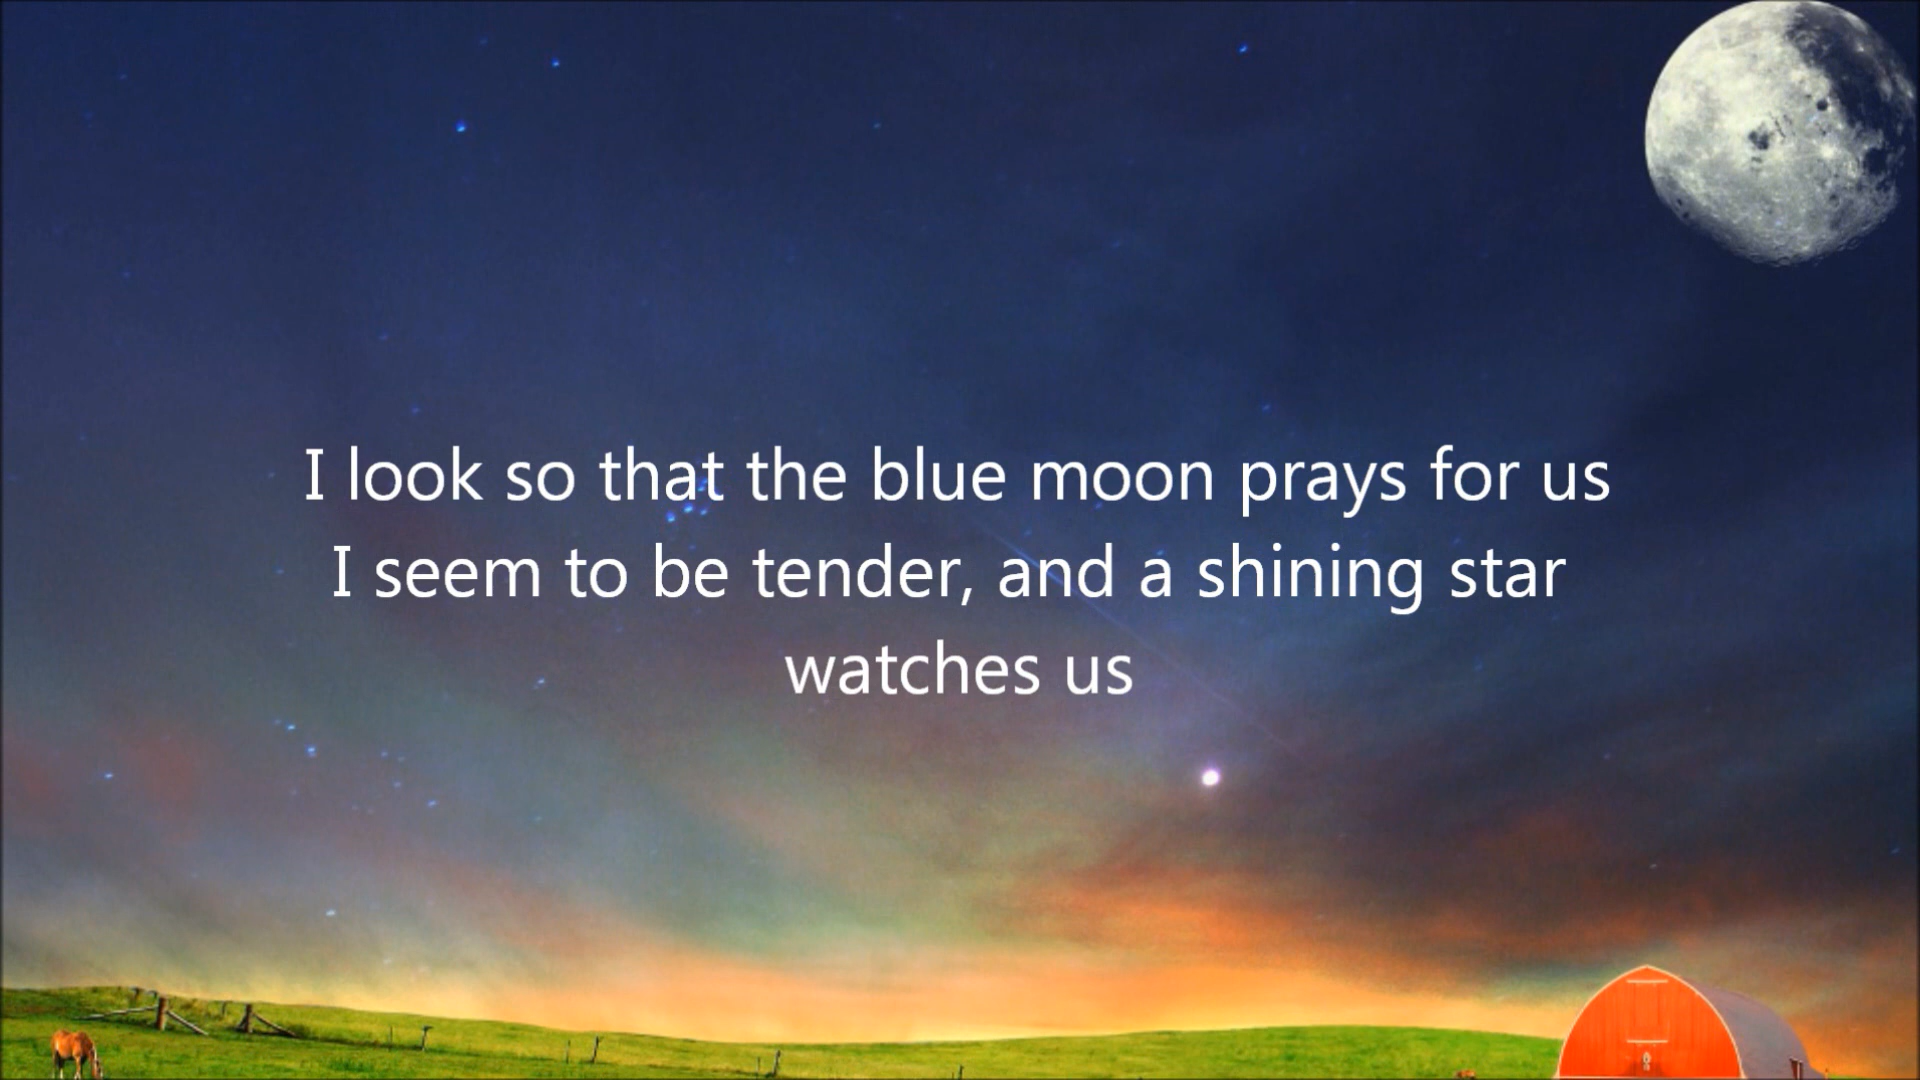 I look so that the blue moon prays for us
I seem to be tender, and a shining star
watches us